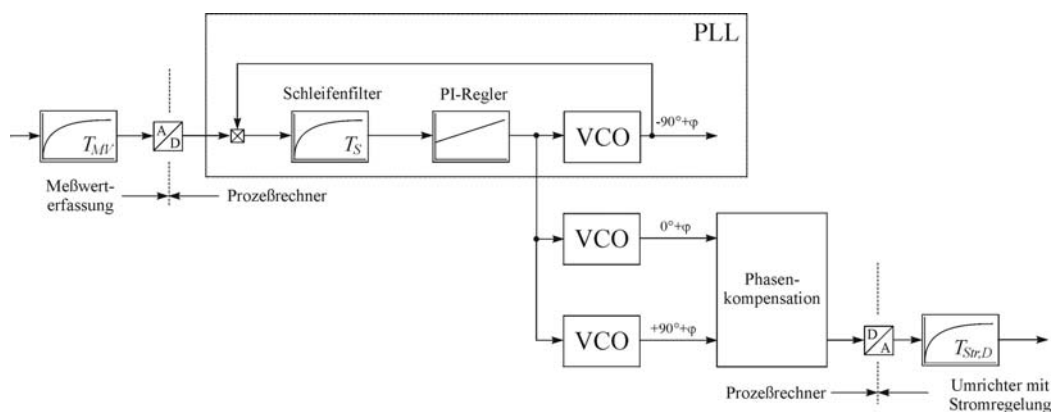 PLL
Schleifenfilter
PI-Regler
T_MV
A
D
T_S
VCO
-90°+φ
Meßwert-
erfassung
Prozeßrechner
VCO
0°+φ
Phasen-
kompensation
VCO
+90°+φ
D
A
T_Str,D
Prozeßrechner
Umrichter mit
Stromregelung